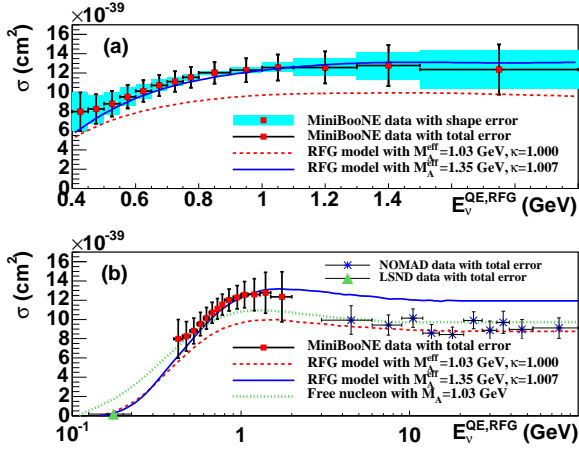 ×10⁻³⁹
σ (cm²)
16
14
12
10
8
6
4
2
0
(a)
MiniBooNE data with shape error
MiniBooNE data with total error
RFG model with M_A^eff=1.03 GeV, κ=1.000
RFG model with M_A^eff=1.35 GeV, κ=1.007
0.4 0.6 0.8 1 1.2 1.4
E_ν^QE,RFG (GeV)
×10⁻³⁹
σ (cm²)
18
16
14
12
10
8
6
4
2
0
(b)
NOMAD data with total error
LSND data with total error
MiniBooNE data with total error
RFG model with M_A^eff=1.03 GeV, κ=1.000
RFG model with M_A^eff=1.35 GeV, κ=1.007
Free nucleon with M_A=1.03 GeV
10⁻¹ 1 10
E_ν^QE,RFG (GeV)